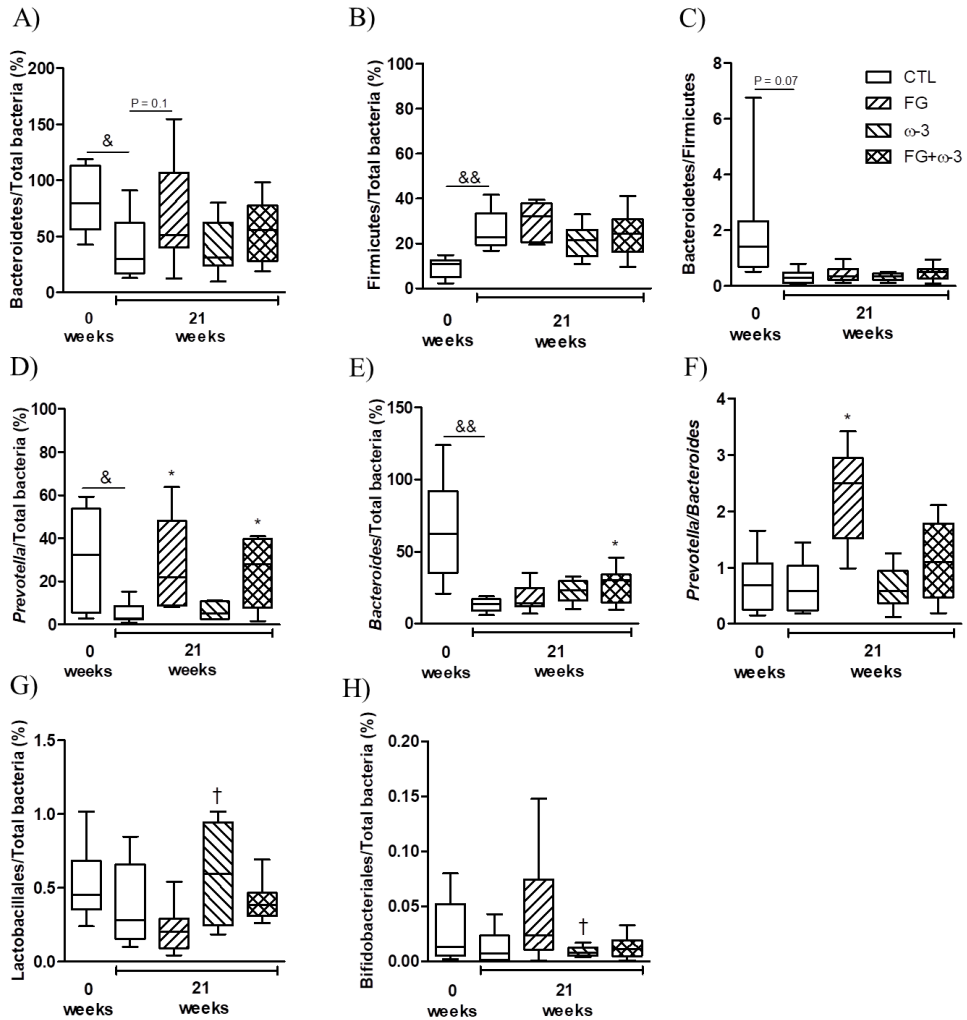 A)
Bacteroidetes/Total bacteria (%)
200
150
100
50
0
&
P = 0.1
0
weeks
21
weeks
B)
Firmicutes/Total bacteria (%)
100
80
60
40
20
0
&&
0
weeks
21
weeks
C)
Bacteroidetes/Firmicutes
8
6
4
2
0
P = 0.07
CTL
FG
ω-3
FG+ω-3
0
weeks
21
weeks
D)
Prevotella/Total bacteria (%)
100
80
60
40
20
0
&
*
*
0
weeks
21
weeks
E)
Bacteroides/Total bacteria (%)
150
100
50
0
&&
*
0
weeks
21
weeks
F)
Prevotella/Bacteroides
4
3
2
1
0
*
0
weeks
21
weeks
G)
Lactobacillales/Total bacteria (%)
1.5
1.0
0.5
0.0
†
0
weeks
21
weeks
H)
Bifidobacteriales/Total bacteria (%)
0.20
0.15
0.10
0.05
0.00
†
0
weeks
21
weeks